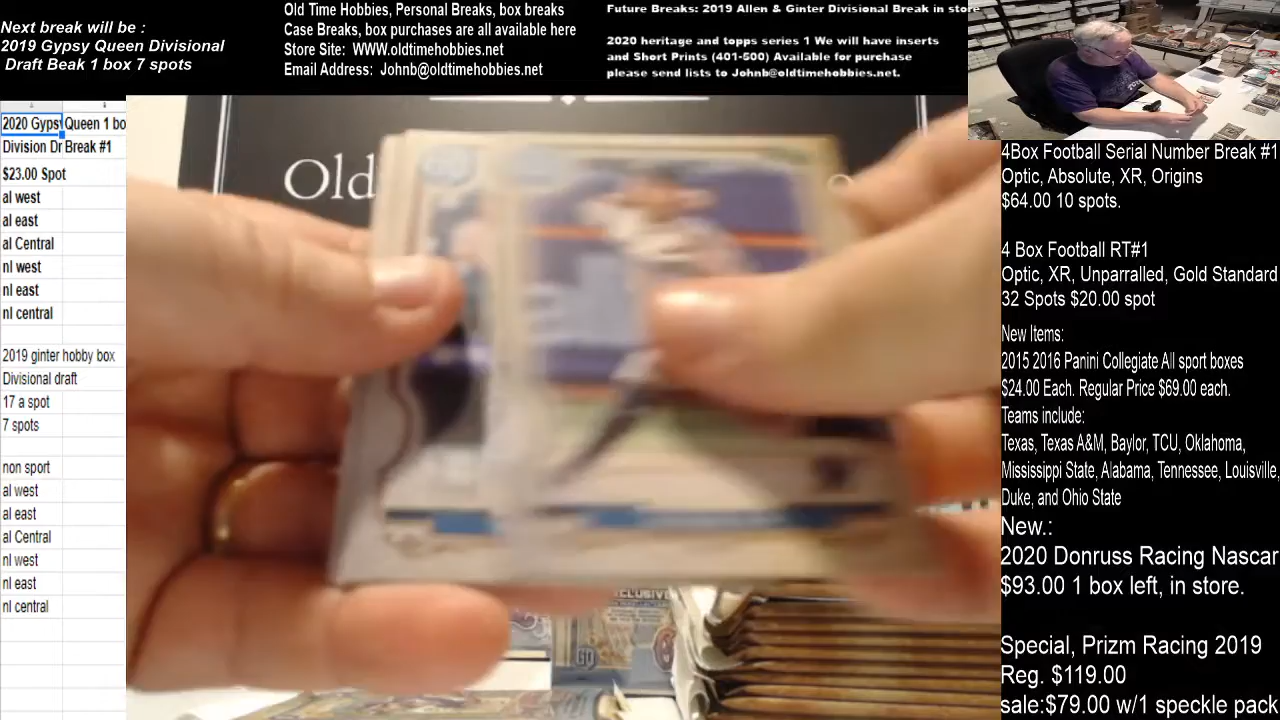 Next break will be :
2019 Gypsy Queen Divisional
Draft Beak 1 box 7 spots
Old Time Hobbies, Personal Breaks, box breaks
Case Breaks, box purchases are all available here
Store Site: WWW.oldtimehobbies.net
Email Address: Johnb@oldtimehobbies.net
Future Breaks: 2019 Allen & Ginter Divisional Break in store
2020 heritage and topps series 1 We will have inserts
and Short Prints (401-500) Available for purchase
please send lists to Johnb@oldtimehobbies.net.
2020 Gypsy Queen 1 bo
Division Dr Break #1
$23.00 Spot
al west
al east
al Central
nl west
nl east
nl central
2019 ginter hobby box
Divisional draft
17 a spot
7 spots
non sport
al west
al east
al Central
nl west
nl east
nl central
Old
4Box Football Serial Number Break #1
Optic, Absolute, XR, Origins
$64.00 10 spots.
4 Box Football RT#1
Optic, XR, Unparralled, Gold Standard
32 Spots $20.00 spot
New Items:
2015 2016 Panini Collegiate All sport boxes
$24.00 Each. Regular Price $69.00 each.
Teams include:
Texas, Texas A&M, Baylor, TCU, Oklahoma,
Mississippi State, Alabama, Tennessee, Louisville,
Duke, and Ohio State
New.:
2020 Donruss Racing Nascar
$93.00 1 box left, in store.
Special, Prizm Racing 2019
Reg. $119.00
sale:$79.00 w/1 speckle pack
GQ